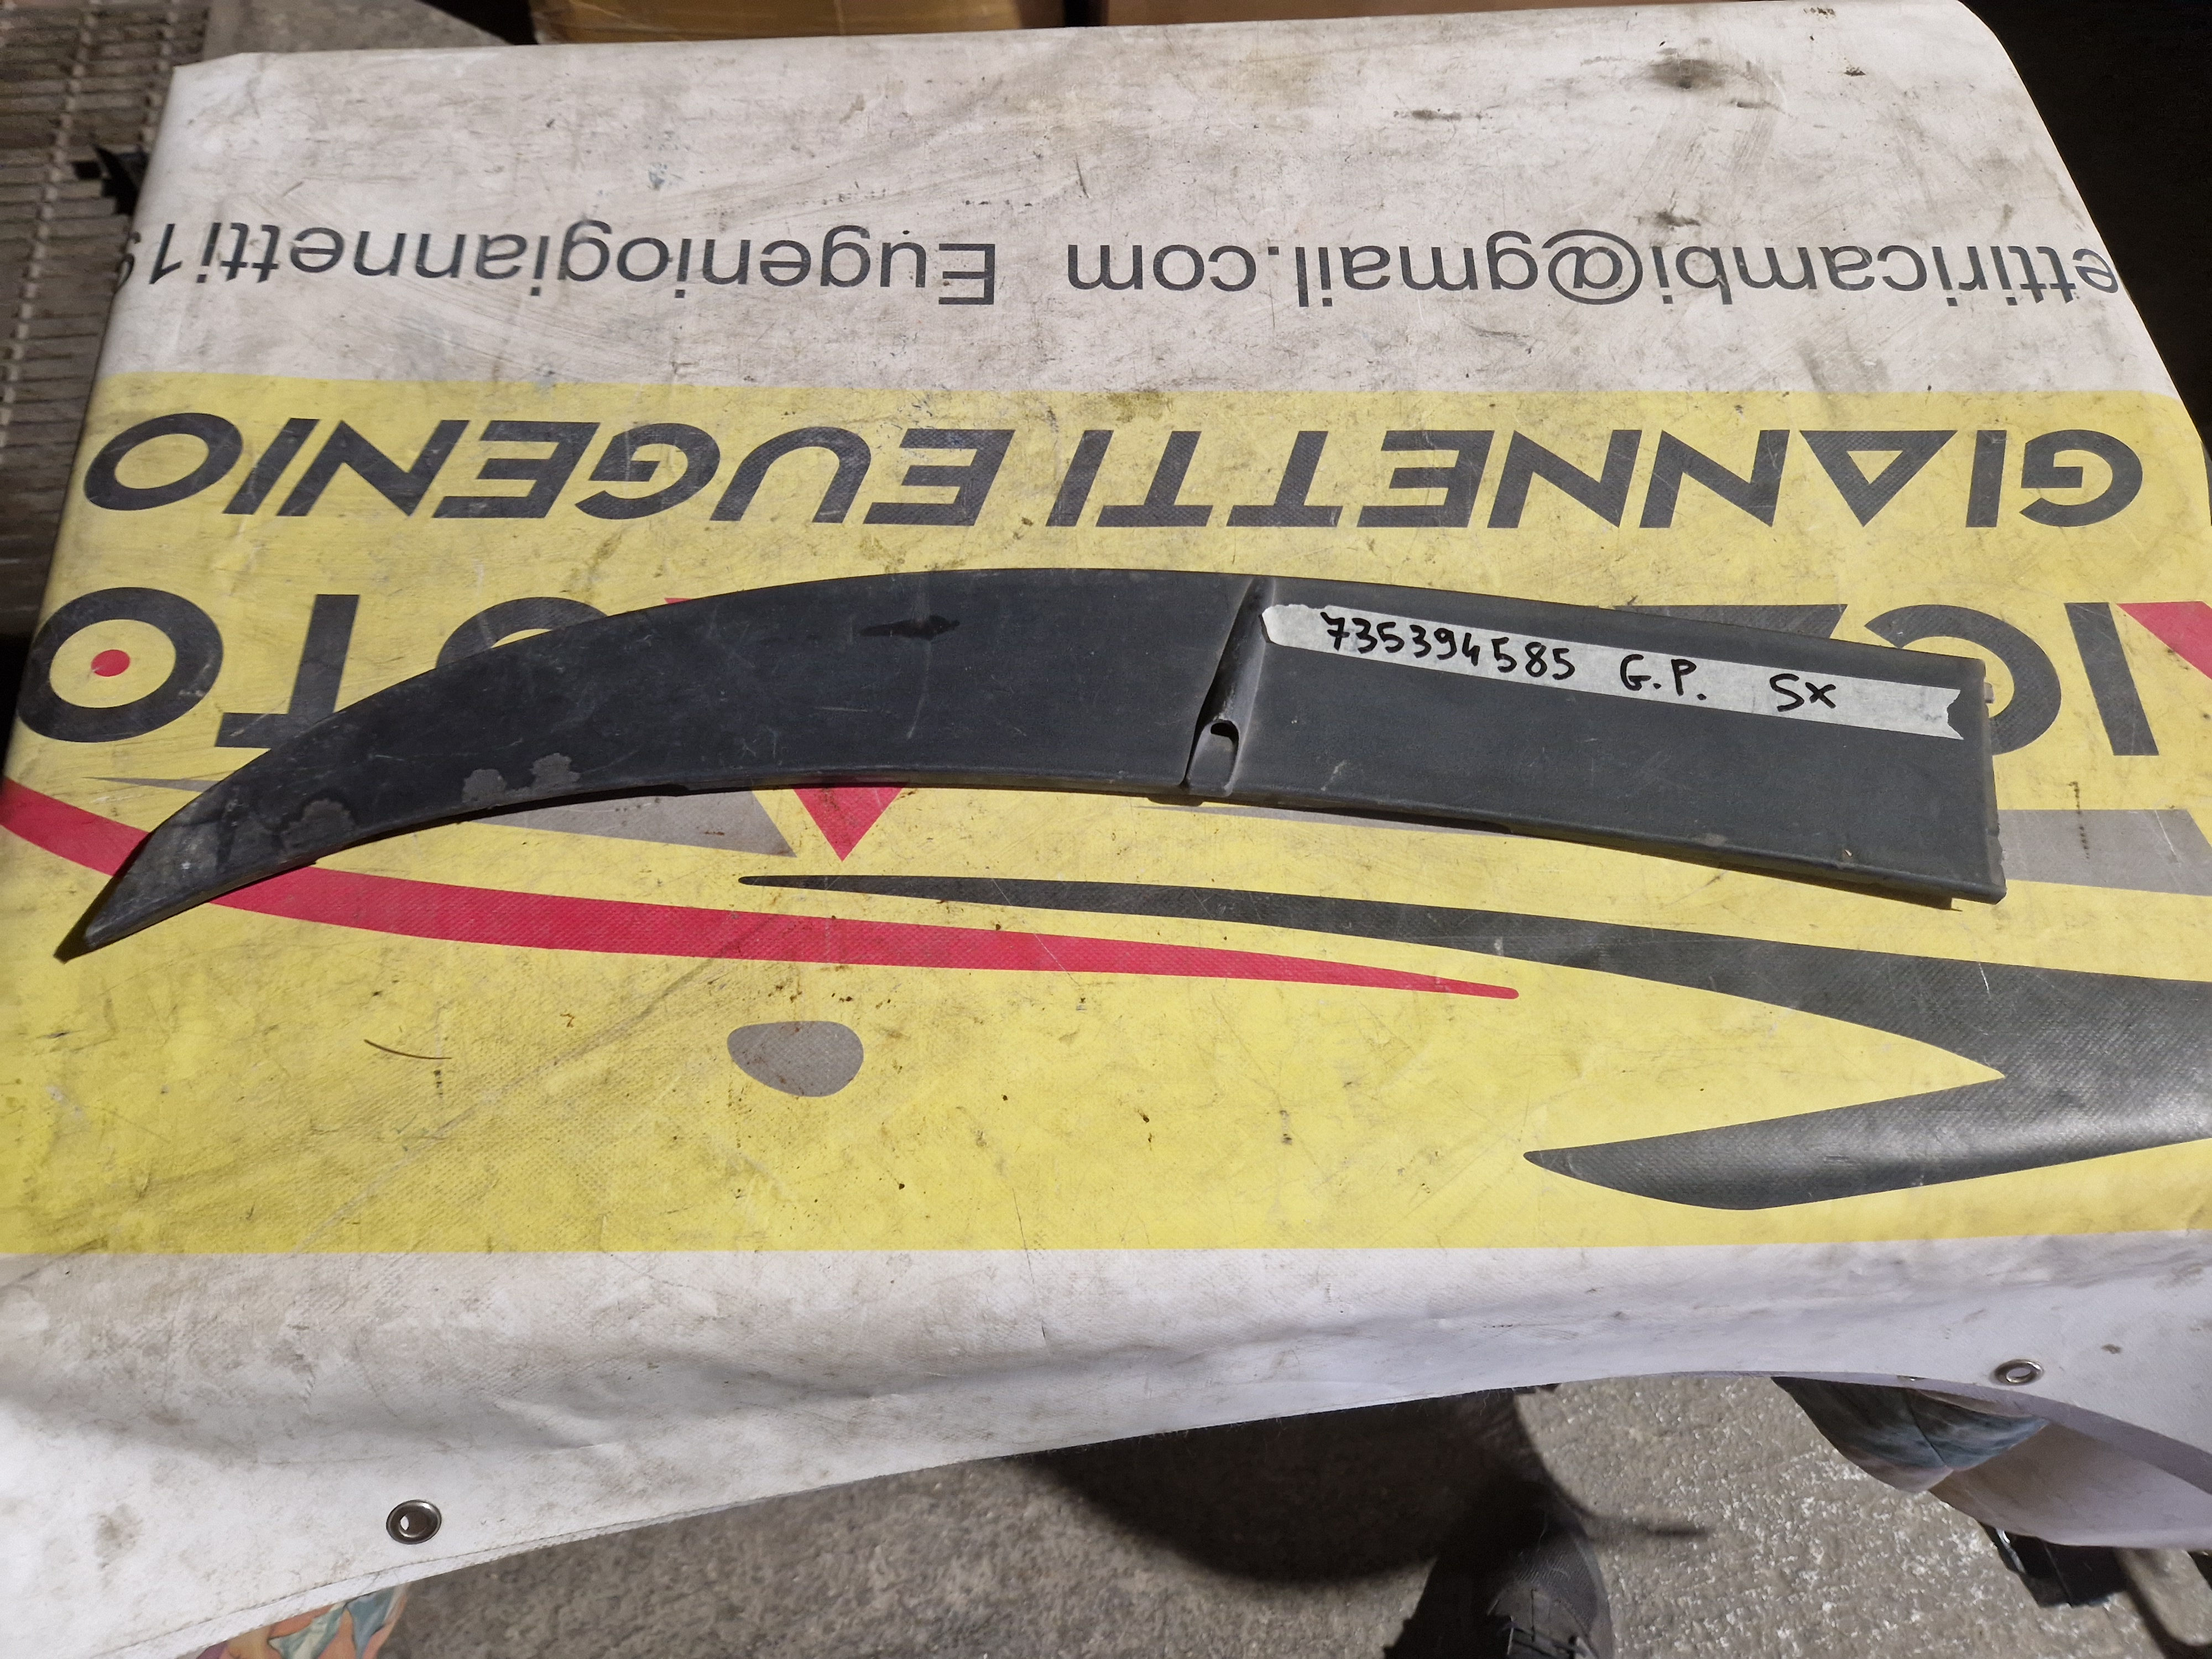 ettiricambi@gmail.com Eugeniogiannetti1
GIANNETTI EUGENIO
735394585 G.P. Sx